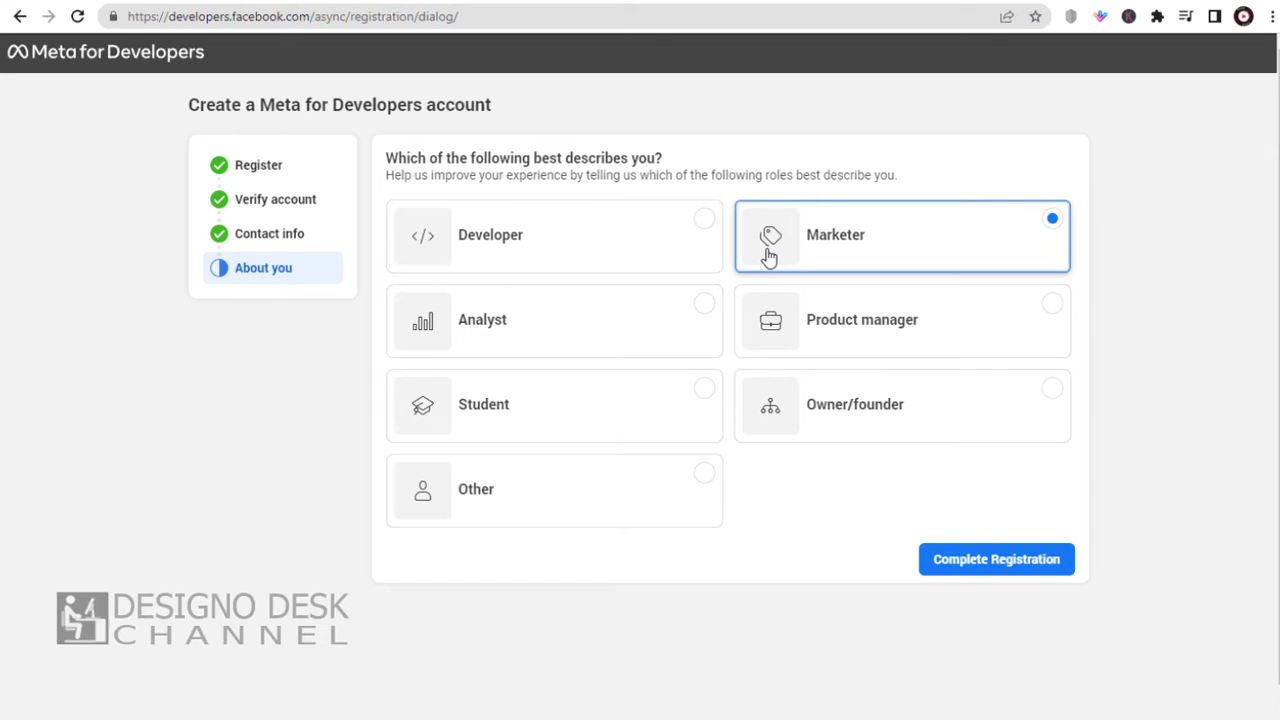 https://developers.facebook.com/async/registration/dialog/
Meta for Developers
Create a Meta for Developers account
Register
Verify account
Contact info
About you
Which of the following best describes you?
Help us improve your experience by telling us which of the following roles best describe you.
Developer
Marketer
Analyst
Product manager
Student
Owner/founder
Other
Complete Registration
DESIGNO DESK
CHANNEL